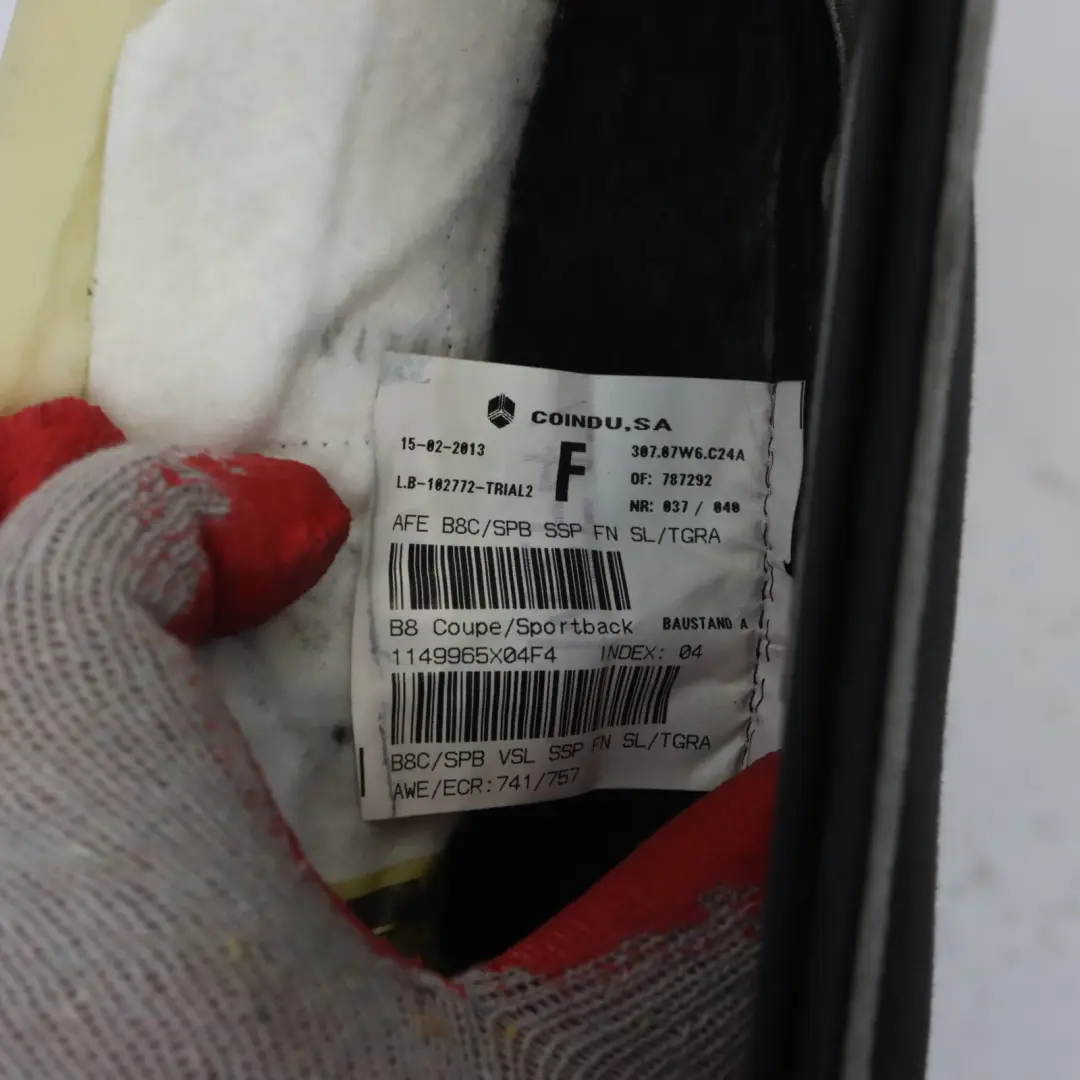 COINDU,SA
15-02-2013
F
307.07W6.C24A
L.B-102772-TRIAL2
OF: 787292
NR: 037 / 040
AFE B8C/SPB SSP FN SL/TGRA
B8 Coupe/Sportback BAUSTAND A
1149965X04F4 INDEX: 04
B8C/SPB VSL SSP FN SL/TGRA
AWE/ECR:741/757